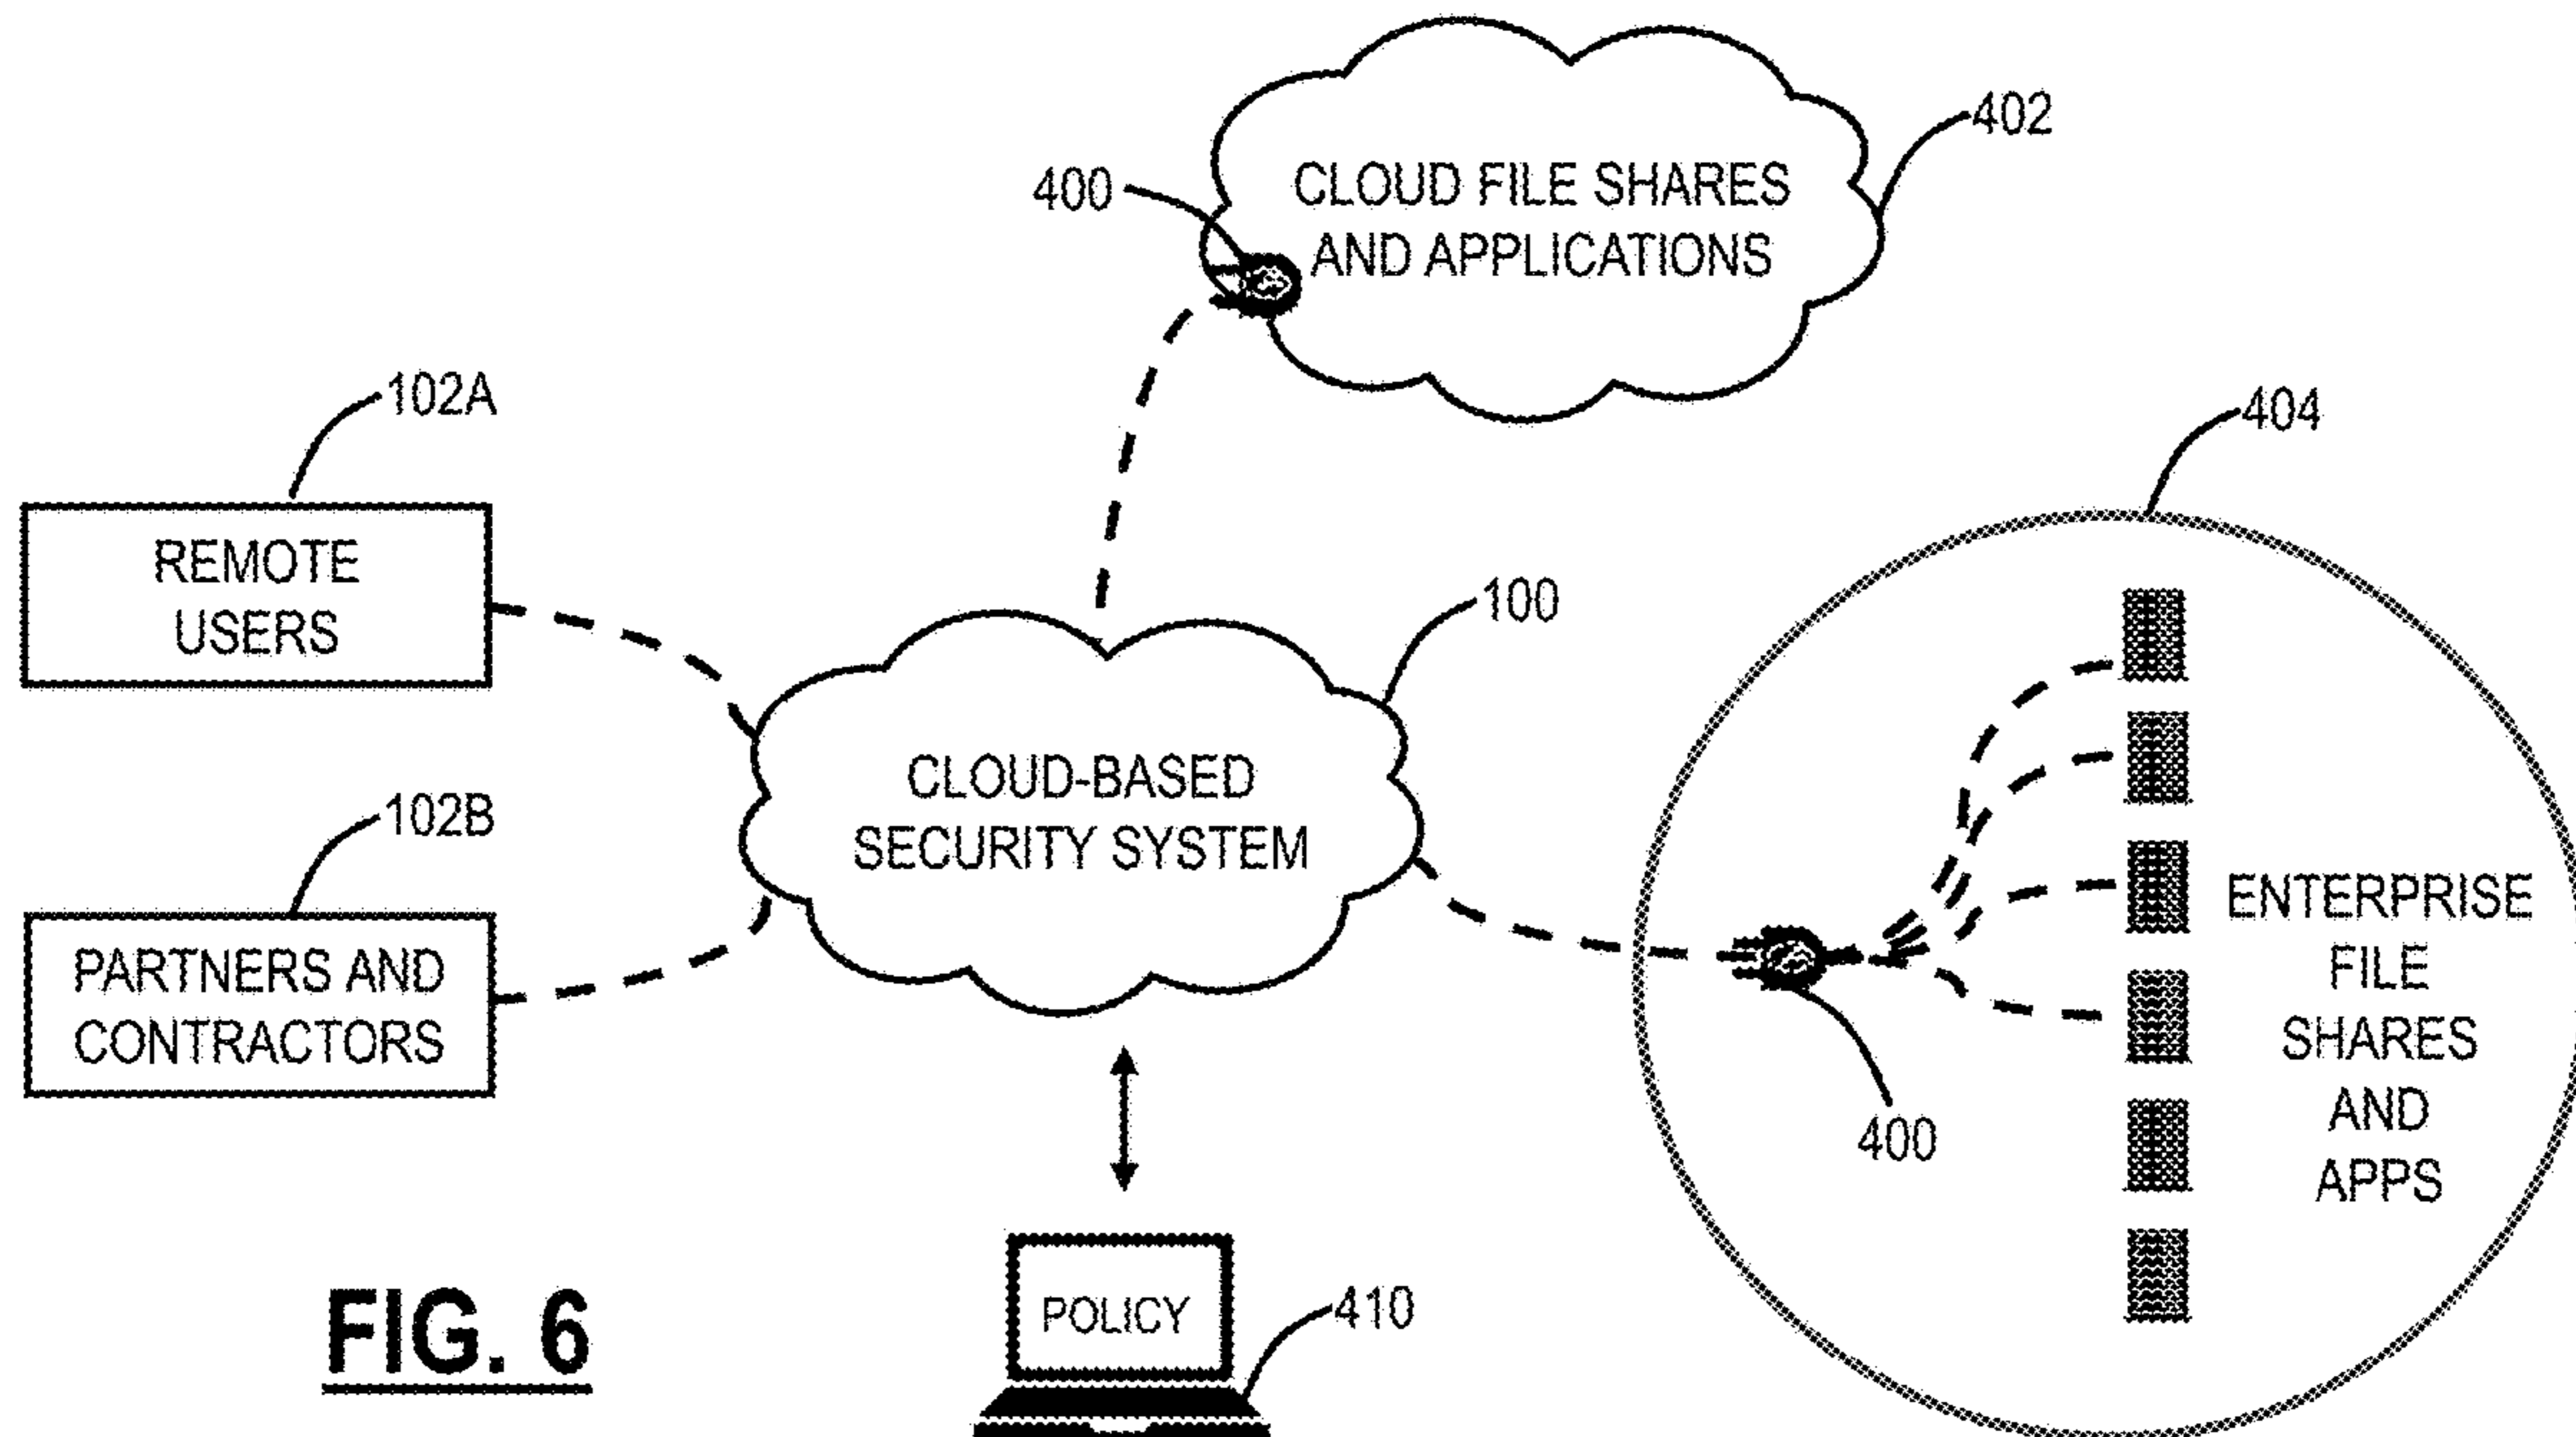 402
400
CLOUD FILE SHARES
AND APPLICATIONS
102A
404
REMOTE
USERS
100
102B
CLOUD-BASED
SECURITY SYSTEM
PARTNERS AND
CONTRACTORS
ENTERPRISE
FILE
SHARES
AND
APPS
400
POLICY
410
FIG. 6